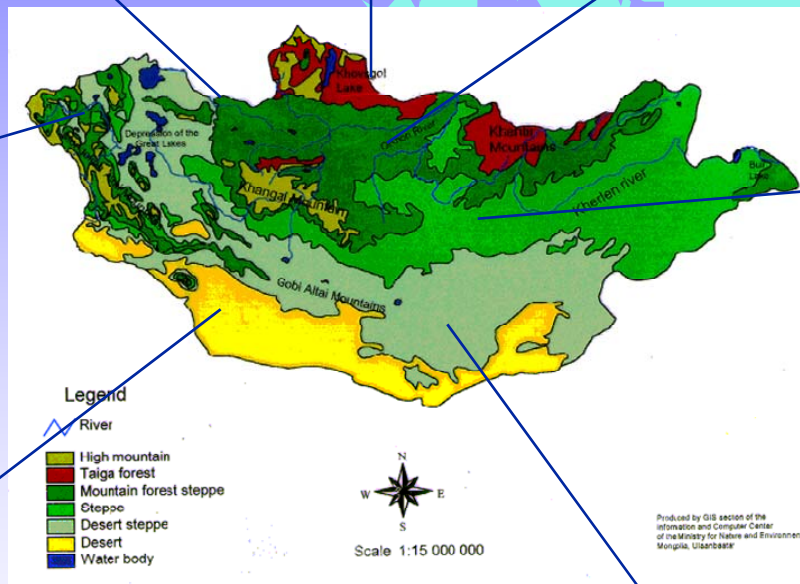 Khovsgol
Lake
Depression of the
Great Lakes
Orkhon River
Khentii
Mountains
Buir
Lake
Khangai Mountain
Kherlen river
Gobi Altai Mountains
Legend
River
High mountain
Taiga forest
Mountain forest steppe
Steppe
Desert steppe
Desert
Water body
N
W E
S
Scale 1:15 000 000
Produced by GIS section of the
Information and Computer Center
of the Ministry for Nature and Environment
Mongolia, Ulaanbaatar